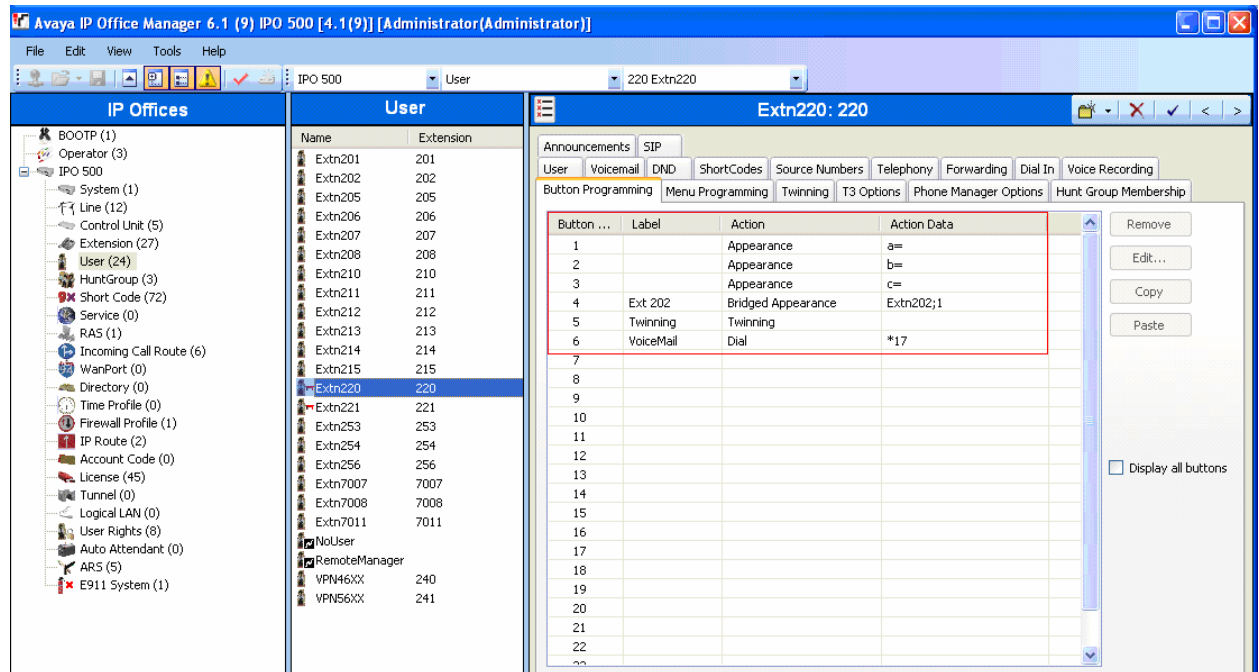 Avaya IP Office Manager 6.1 (9) IPO 500 [4.1(9)] [Administrator(Administrator)]
File Edit View Tools Help
IPO 500 User 220 Extn220
IP Offices
BOOTP (1)
Operator (3)
IPO 500
System (1)
Line (12)
Control Unit (5)
Extension (27)
User (24)
HuntGroup (3)
Short Code (72)
Service (0)
RAS (1)
Incoming Call Route (6)
WanPort (0)
Directory (0)
Time Profile (0)
Firewall Profile (1)
IP Route (2)
Account Code (0)
License (45)
Tunnel (0)
Logical LAN (0)
User Rights (8)
Auto Attendant (0)
ARS (5)
E911 System (1)
User
Name Extension
Extn201 201
Extn202 202
Extn205 205
Extn206 206
Extn207 207
Extn208 208
Extn210 210
Extn211 211
Extn212 212
Extn213 213
Extn214 214
Extn215 215
Extn220 220
Extn221 221
Extn253 253
Extn254 254
Extn256 256
Extn7007 7007
Extn7008 7008
Extn7011 7011
NoUser
RemoteManager
VPN46XX 240
VPN56XX 241
Extn220: 220
Announcements SIP
User Voicemail DND ShortCodes Source Numbers Telephony Forwarding Dial In Voice Recording
Button Programming Menu Programming Twinning T3 Options Phone Manager Options Hunt Group Membership
Button ... Label Action Action Data
1 Appearance a=
2 Appearance b=
3 Appearance c=
4 Ext 202 Bridged Appearance Extn202;1
5 Twinning Twinning
6 VoiceMail Dial *17
7
8
9
10
11
12
13
14
15
16
17
18
19
20
21
22
Remove
Edit...
Copy
Paste
Display all buttons